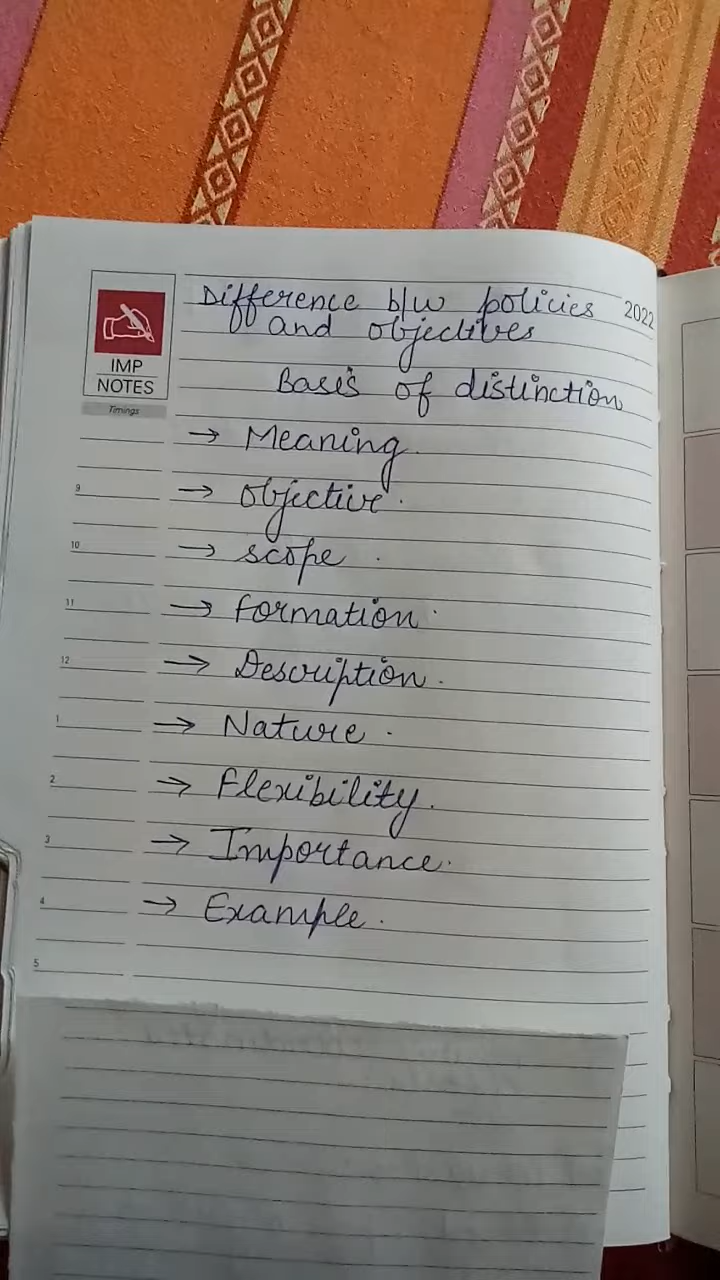 Difference b/w policies 2022
and objectives
IMP
NOTES
Basis of distinction
Timings
→ Meaning.
9 → Objective.
10 → scope.
11 → formation.
12 → Description.
1 → Nature.
2 → Flexibility.
3 → Importance.
4 → Example.
5